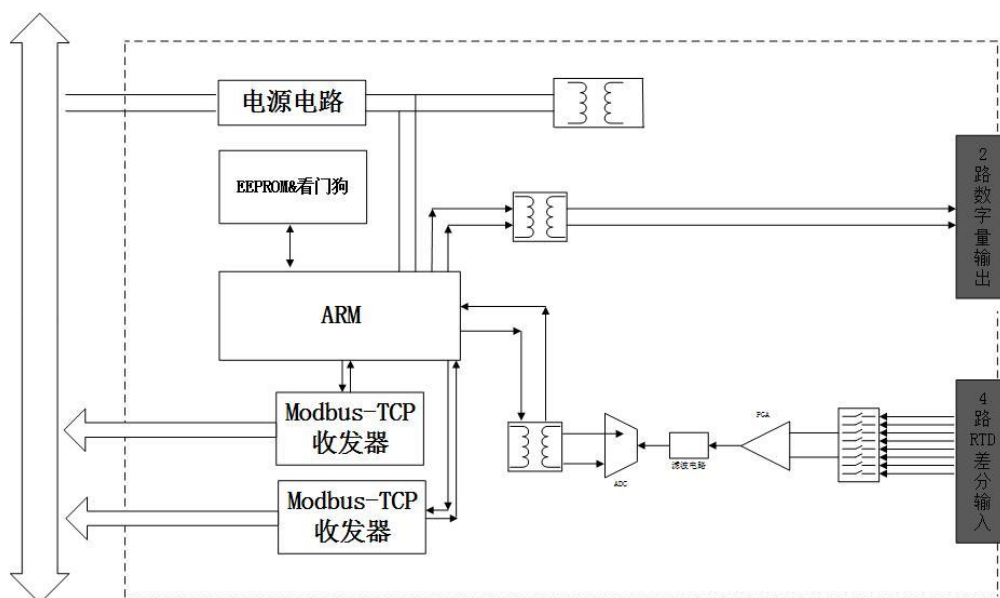 电源电路
EEPROM&看门狗
ARM
Modbus-TCP
收发器
Modbus-TCP
收发器
2
路
数
字
量
输
出
PGA
滤波电路
ADC
4
路
RTD
差
分
输
入